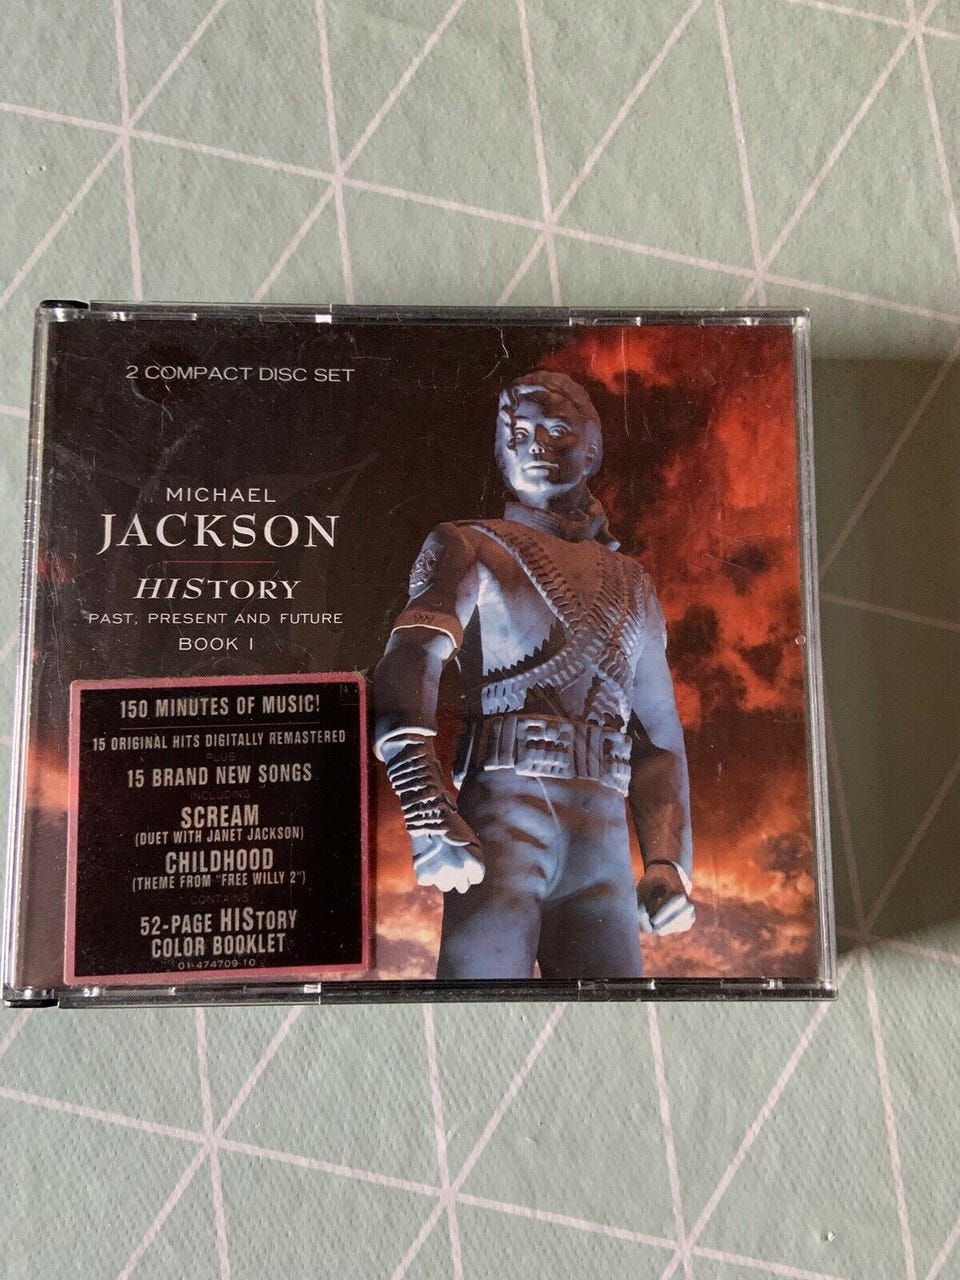 2 COMPACT DISC SET
MICHAEL
JACKSON
HISTORY
PAST, PRESENT AND FUTURE
BOOK I
150 MINUTES OF MUSIC!
15 ORIGINAL HITS DIGITALLY REMASTERED
PLUS
15 BRAND NEW SONGS
INCLUDING
SCREAM
(DUET WITH JANET JACKSON)
CHILDHOOD
(THEME FROM "FREE WILLY 2")
CONTAINS
52-PAGE HISTORY
COLOR BOOKLET
01-474709-10